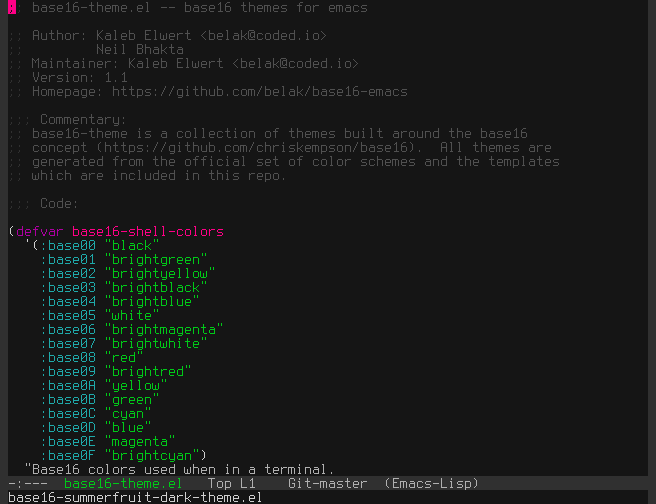 ;; base16-theme.el -- base16 themes for emacs
;; Author: Kaleb Elwert <belak@coded.io>
;;         Neil Bhakta
;; Maintainer: Kaleb Elwert <belak@coded.io>
;; Version: 1.1
;; Homepage: https://github.com/belak/base16-emacs
;;; Commentary:
;; base16-theme is a collection of themes built around the base16
;; concept (https://github.com/chriskempson/base16).  All themes are
;; generated from the official set of color schemes and the templates
;; which are included in this repo.
;;; Code:
(defvar base16-shell-colors
  '(:base00 "black"
    :base01 "brightgreen"
    :base02 "brightyellow"
    :base03 "brightblack"
    :base04 "brightblue"
    :base05 "white"
    :base06 "brightmagenta"
    :base07 "brightwhite"
    :base08 "red"
    :base09 "brightred"
    :base0A "yellow"
    :base0B "green"
    :base0C "cyan"
    :base0D "blue"
    :base0E "magenta"
    :base0F "brightcyan")
  "Base16 colors used when in a terminal.
-:---  base16-theme.el   Top L1    Git-master  (Emacs-Lisp)
base16-summerfruit-dark-theme.el